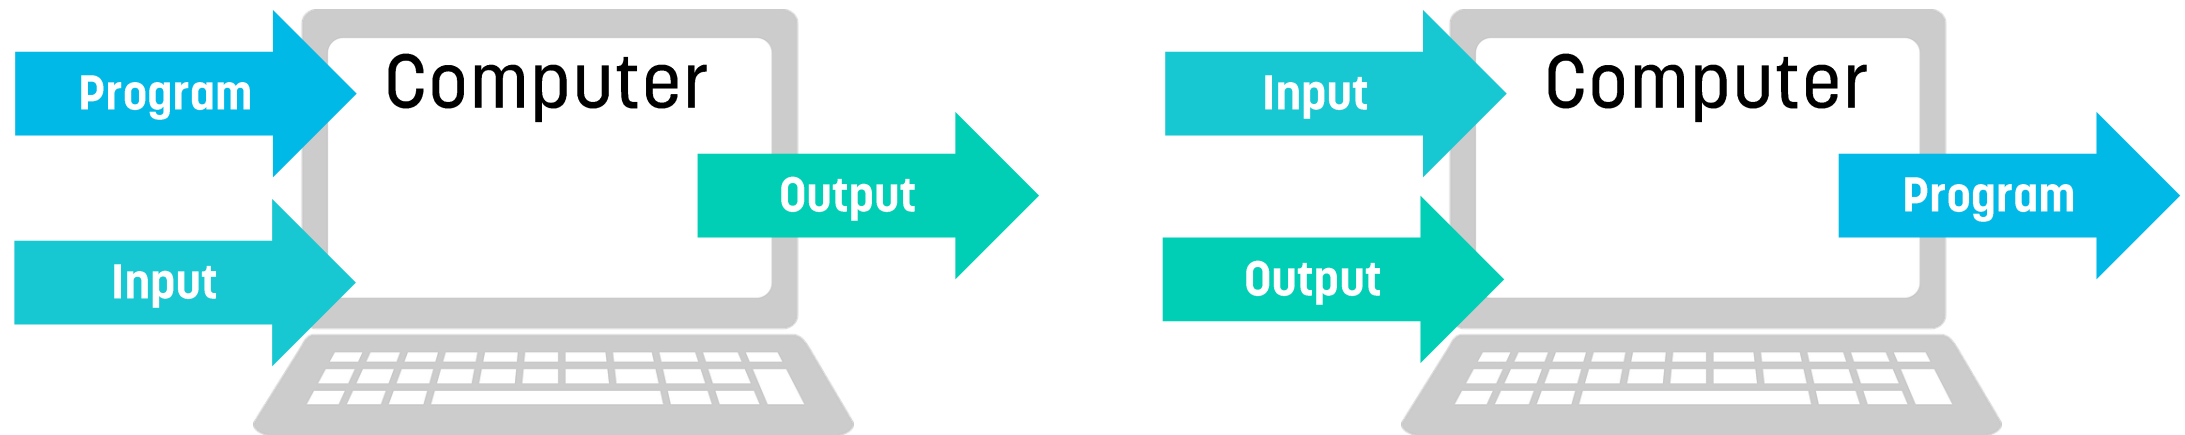 Program
Computer
Output
Input
Input
Computer
Program
Output